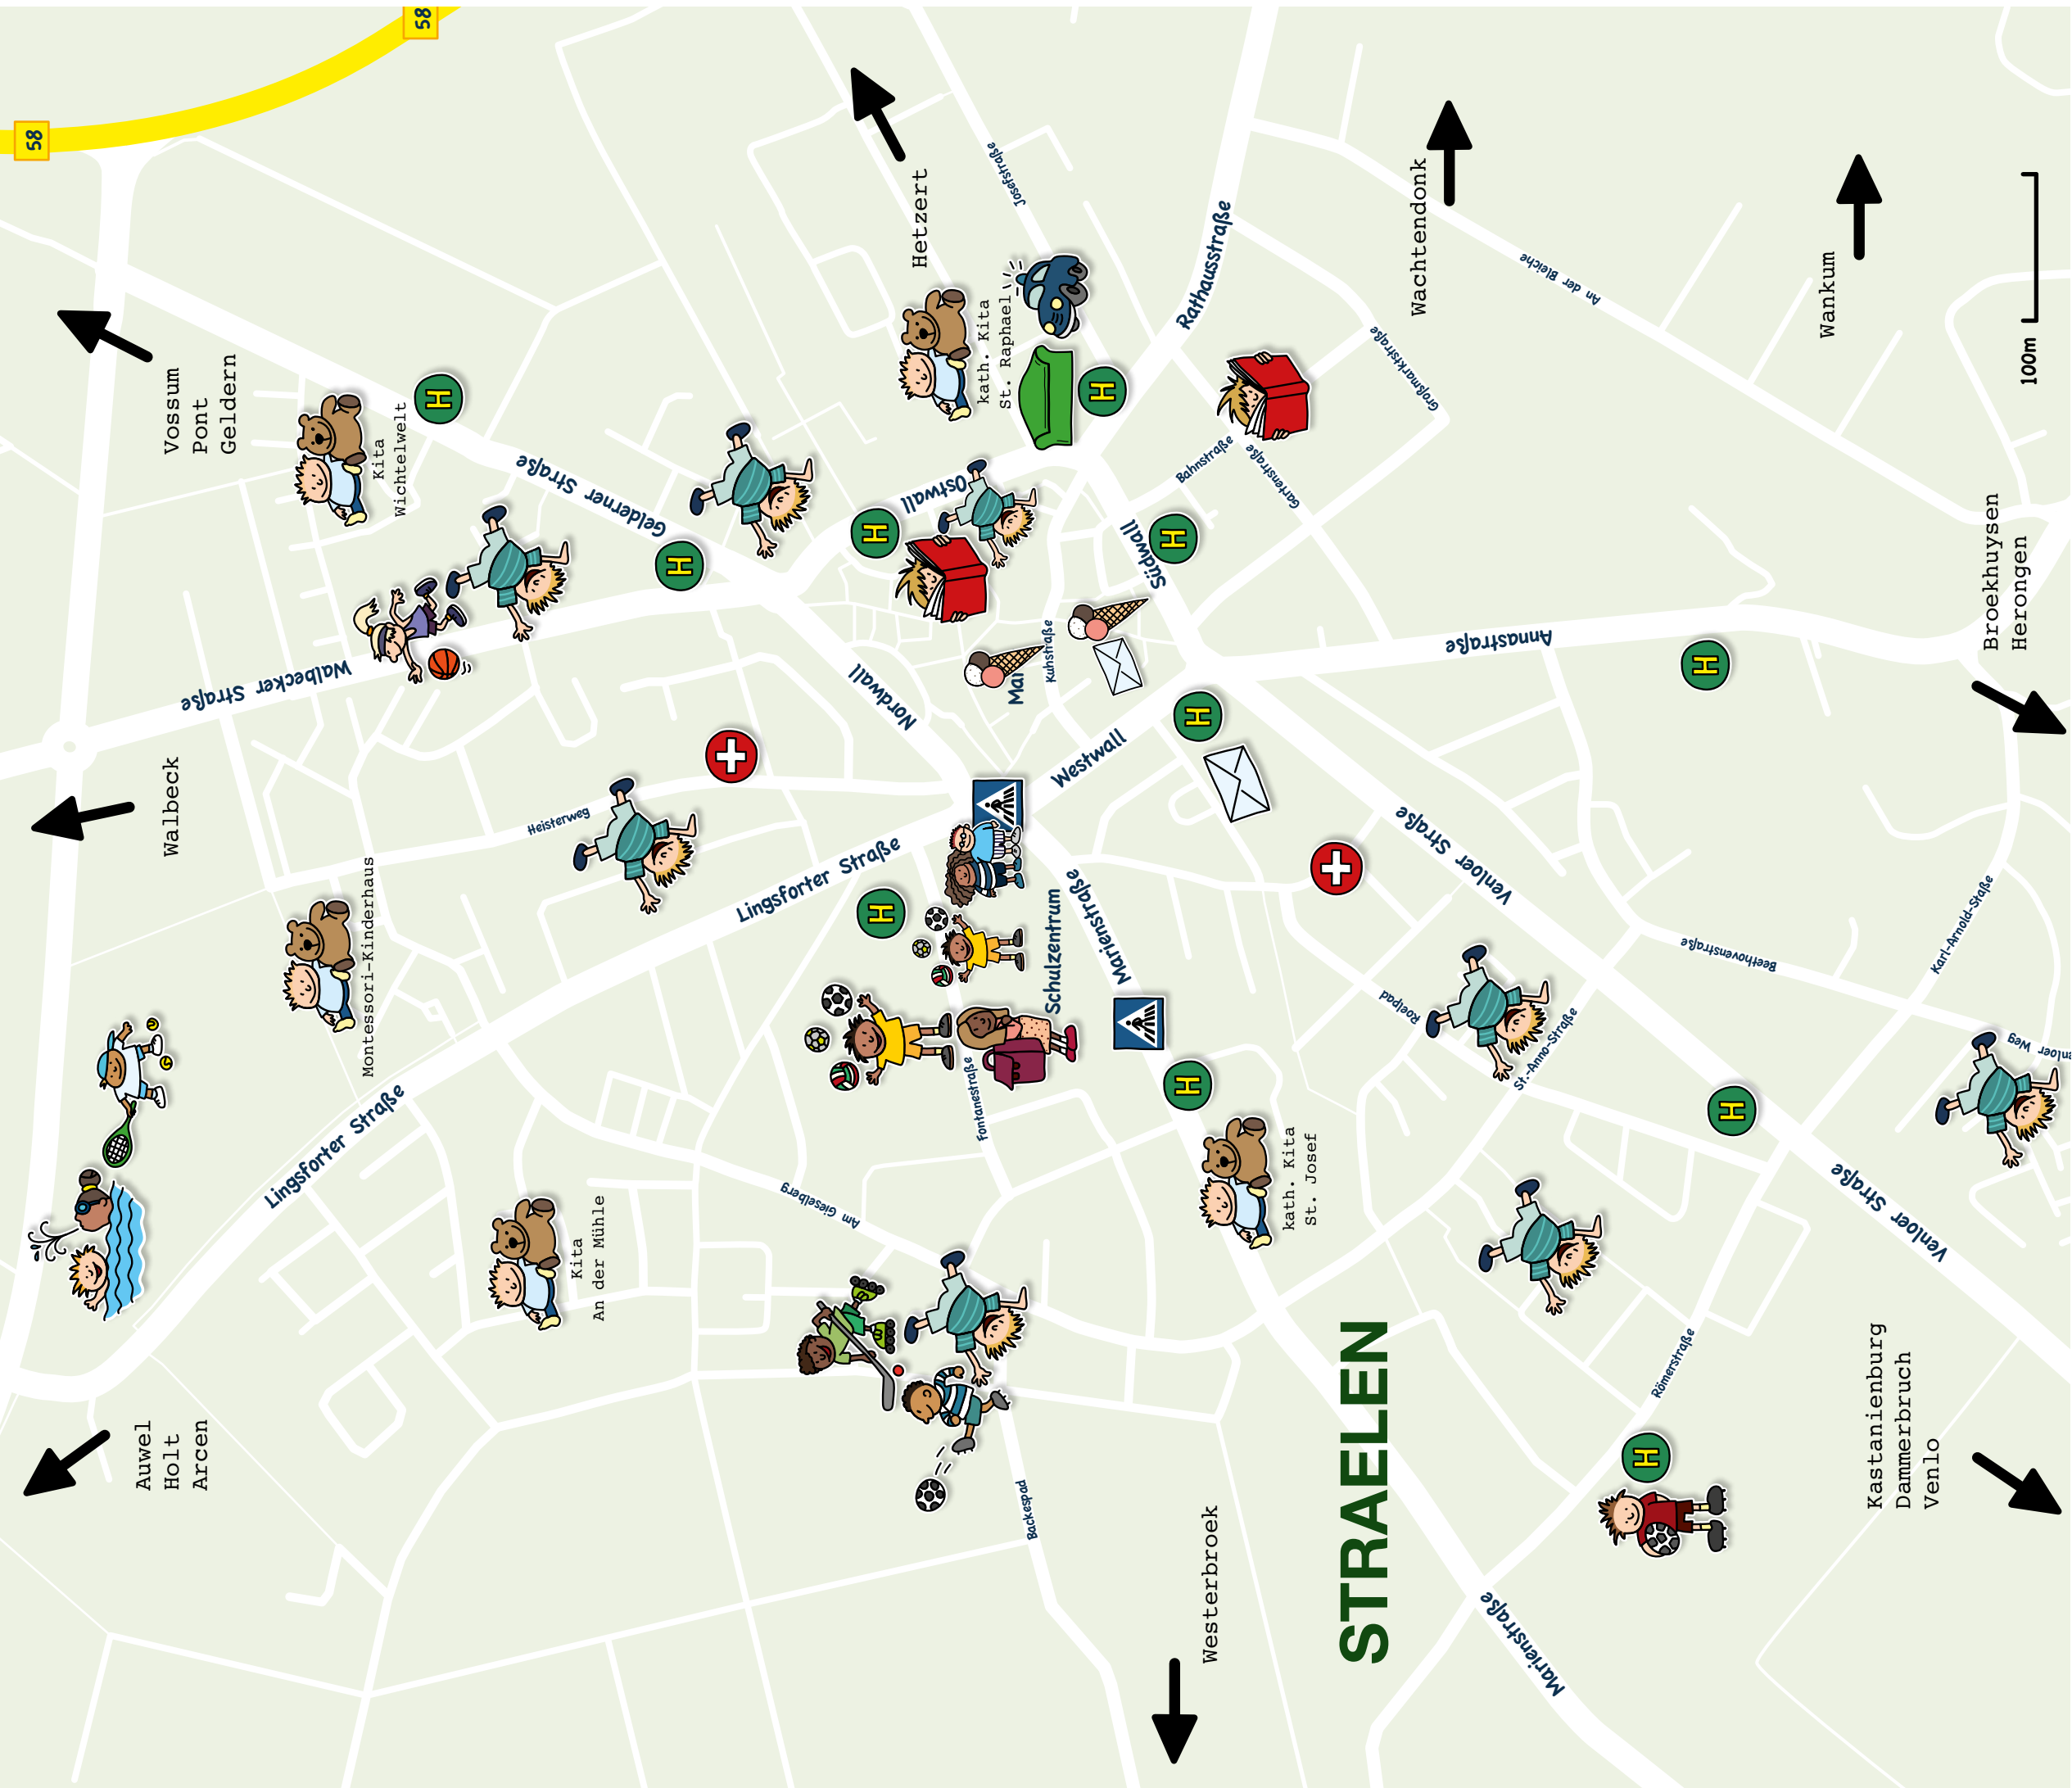 58
58
Vossum
Pont
Geldern
Hetzert
Josefstraße
Rathausstraße
Wachtendonk
An der Bleiche
Wankum
100m
Kita
Wichtelwelt
H
Gelderner Straße
kath. Kita
St. Raphael
H
Großmarktstraße
Bahnstraße
Gartenstraße
Ostwall
H
Südwall
H
H
Walbecker Straße
Nordwall
Mar
Kuhstraße
Annastraße
H
Broekhuysen
Herongen
Walbeck
Heisterweg
Westwall
H
Lingsforter Straße
H
Schulzentrum
Marienstraße
Venloer Straße
Beethovenstraße
Karl-Arnold-Staße
Montessori-Kinderhaus
Roelpad
St.-Anno-Straße
Lingsforter Straße
Fontanestraße
H
H
Kita
An der Mühle
Am Gieselberg
kath. Kita
St. Josef
Venloer Straße
Römerstraße
H
Auwel
Holt
Arcen
Backespad
Westerbroek
STRAELEN
Marienstraße
Kastanienburg
Dammerbruch
Venlo